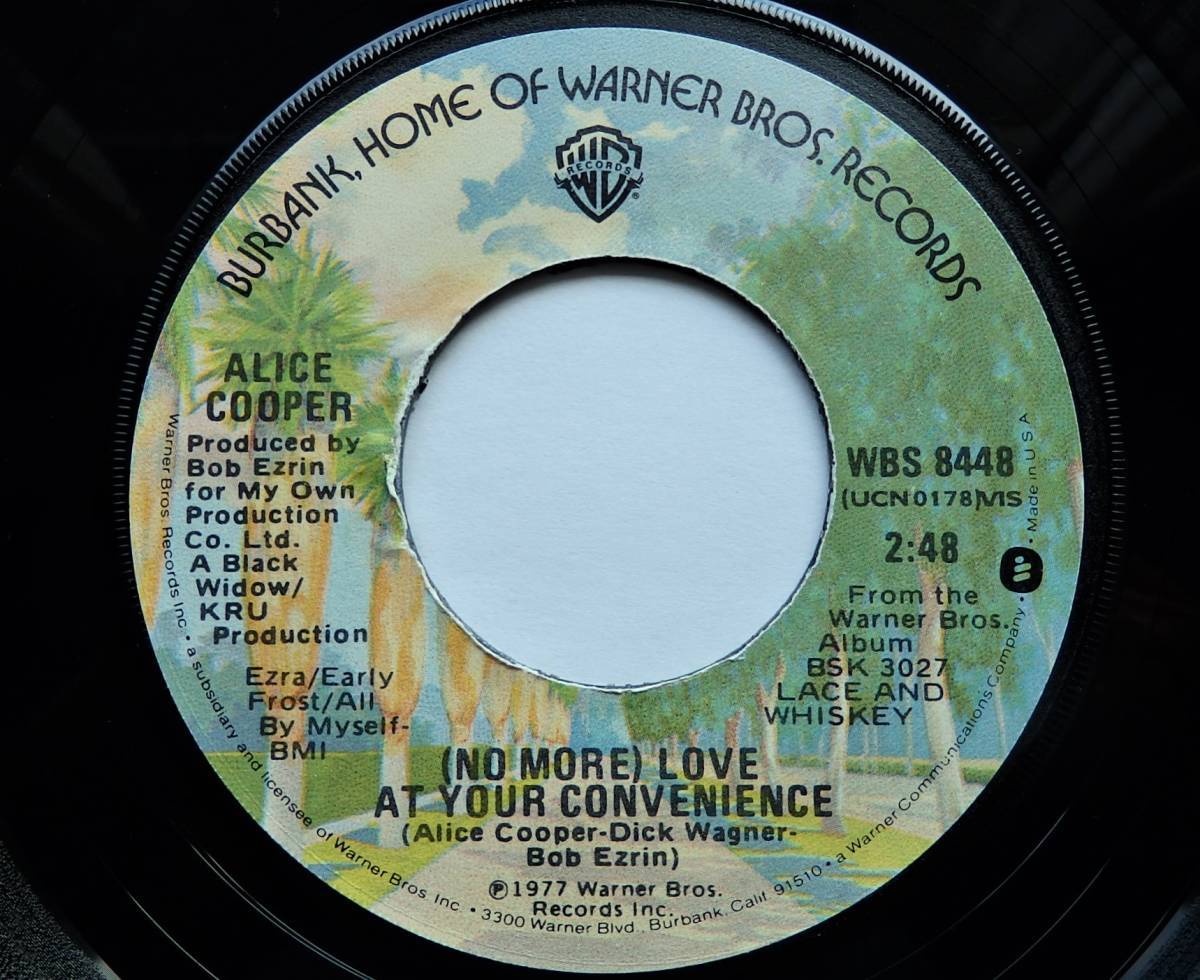 BURBANK, HOME OF WARNER BROS. RECORDS
RECORDS
®
ALICE
COOPER
Produced by
Bob Ezrin
for My Own
Production
Co. Ltd.
A Black
Widow/
KRU
Production
Ezra/Early
Frost/All
By Myself-
BMI
WBS 8448
(UCN0178)VIS
2:48
From the
Warner Bros.
Album
BSK 3027
LACE AND
WHISKEY
(NO MORE) LOVE
AT YOUR CONVENIENCE
(Alice Cooper-Dick Wagner-
Bob Ezrin)
℗1977 Warner Bros.
Records Inc.
Warner Bros. Records Inc. • a subsidiary and licensee of Warner Bros. Inc. • 3300 Warner Blvd., Burbank, Calif. 91510 • a Warner Communications Company • Made in U S A